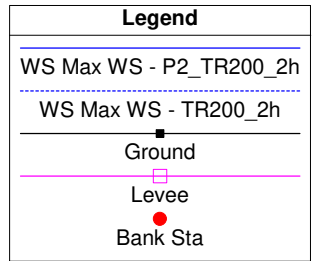 Legend
WS Max WS - P2_TR200_2h
WS Max WS - TR200_2h
Ground
Levee
Bank Sta